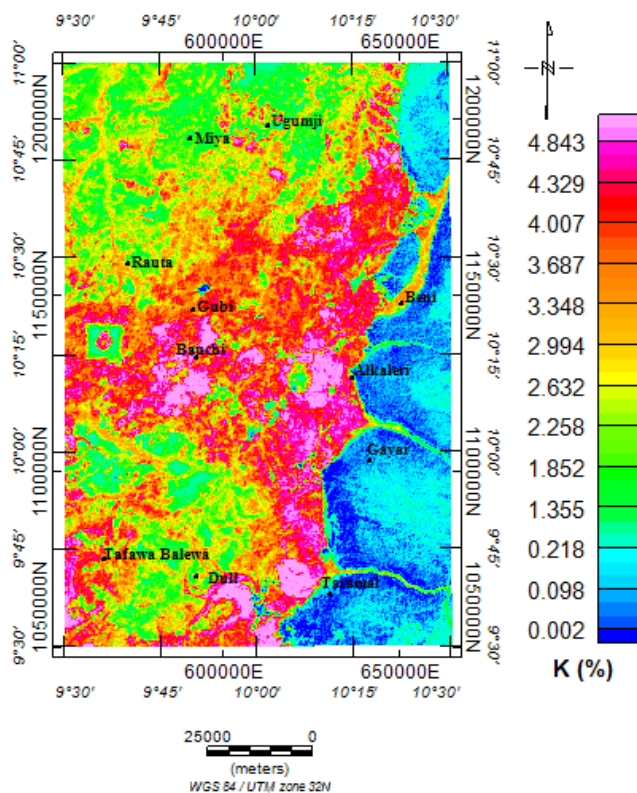 9°30' 9°45' 10°00' 10°15' 10°30'
600000E 650000E
11°00' 11°00'
1200000N 1200000N
Ugumji
Miya
10°45' 10°45'
4.843
4.329
4.007
3.687
3.348
2.994
2.632
2.258
1.852
1.355
0.218
0.098
0.002
K (%)
10°30' 10°30'
Rauta
1150000N 1150000N
Beni
Gubi
10°15' 10°15'
Bauchi
Alkaleri
10°00' 10°00'
Gayar
1100000N 1100000N
9°45' 9°45'
Tafawa Balewa
Dull
1050000N 1050000N
9°30' 9°30'
600000E 650000E
9°30' 9°45' 10°00' 10°15' 10°30'
25000 0
(meters)
WGS 84 / UTM zone 32N
N